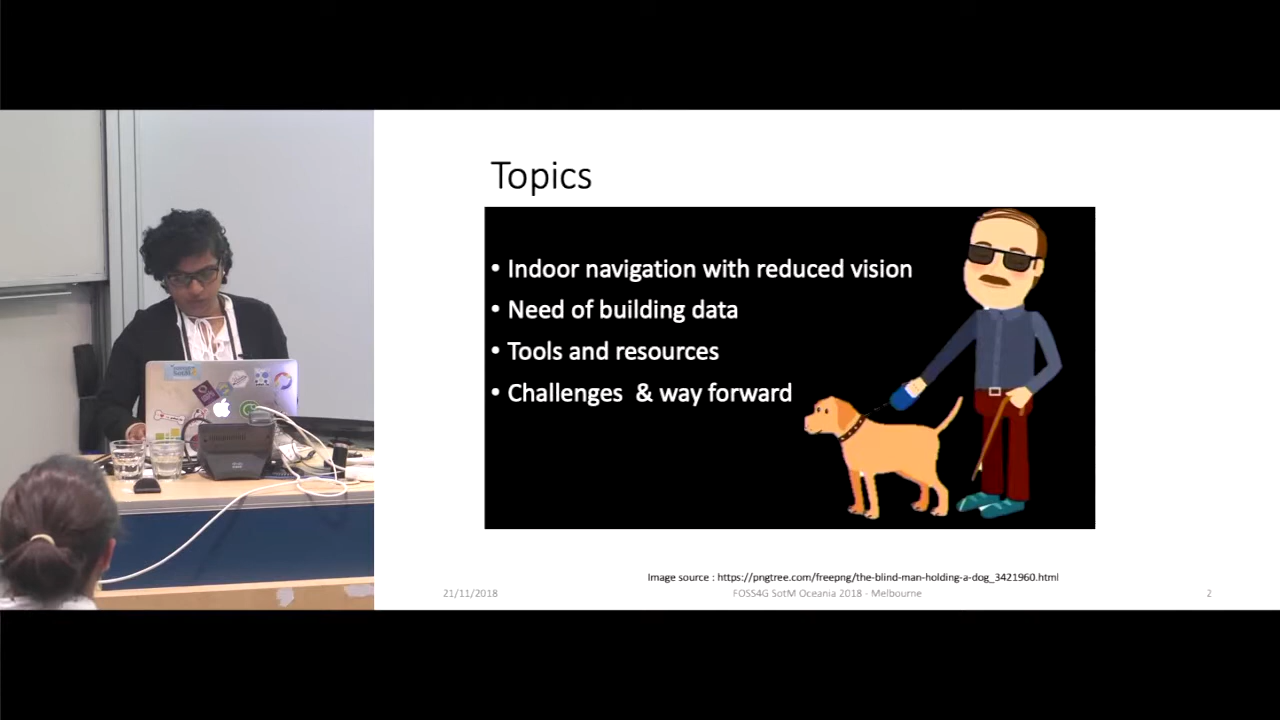 Topics
• Indoor navigation with reduced vision
• Need of building data
• Tools and resources
• Challenges & way forward
Image source : https://pngtree.com/freepng/the-blind-man-holding-a-dog_3421960.html
21/11/2018
FOSS4G SotM Oceania 2018 - Melbourne
2